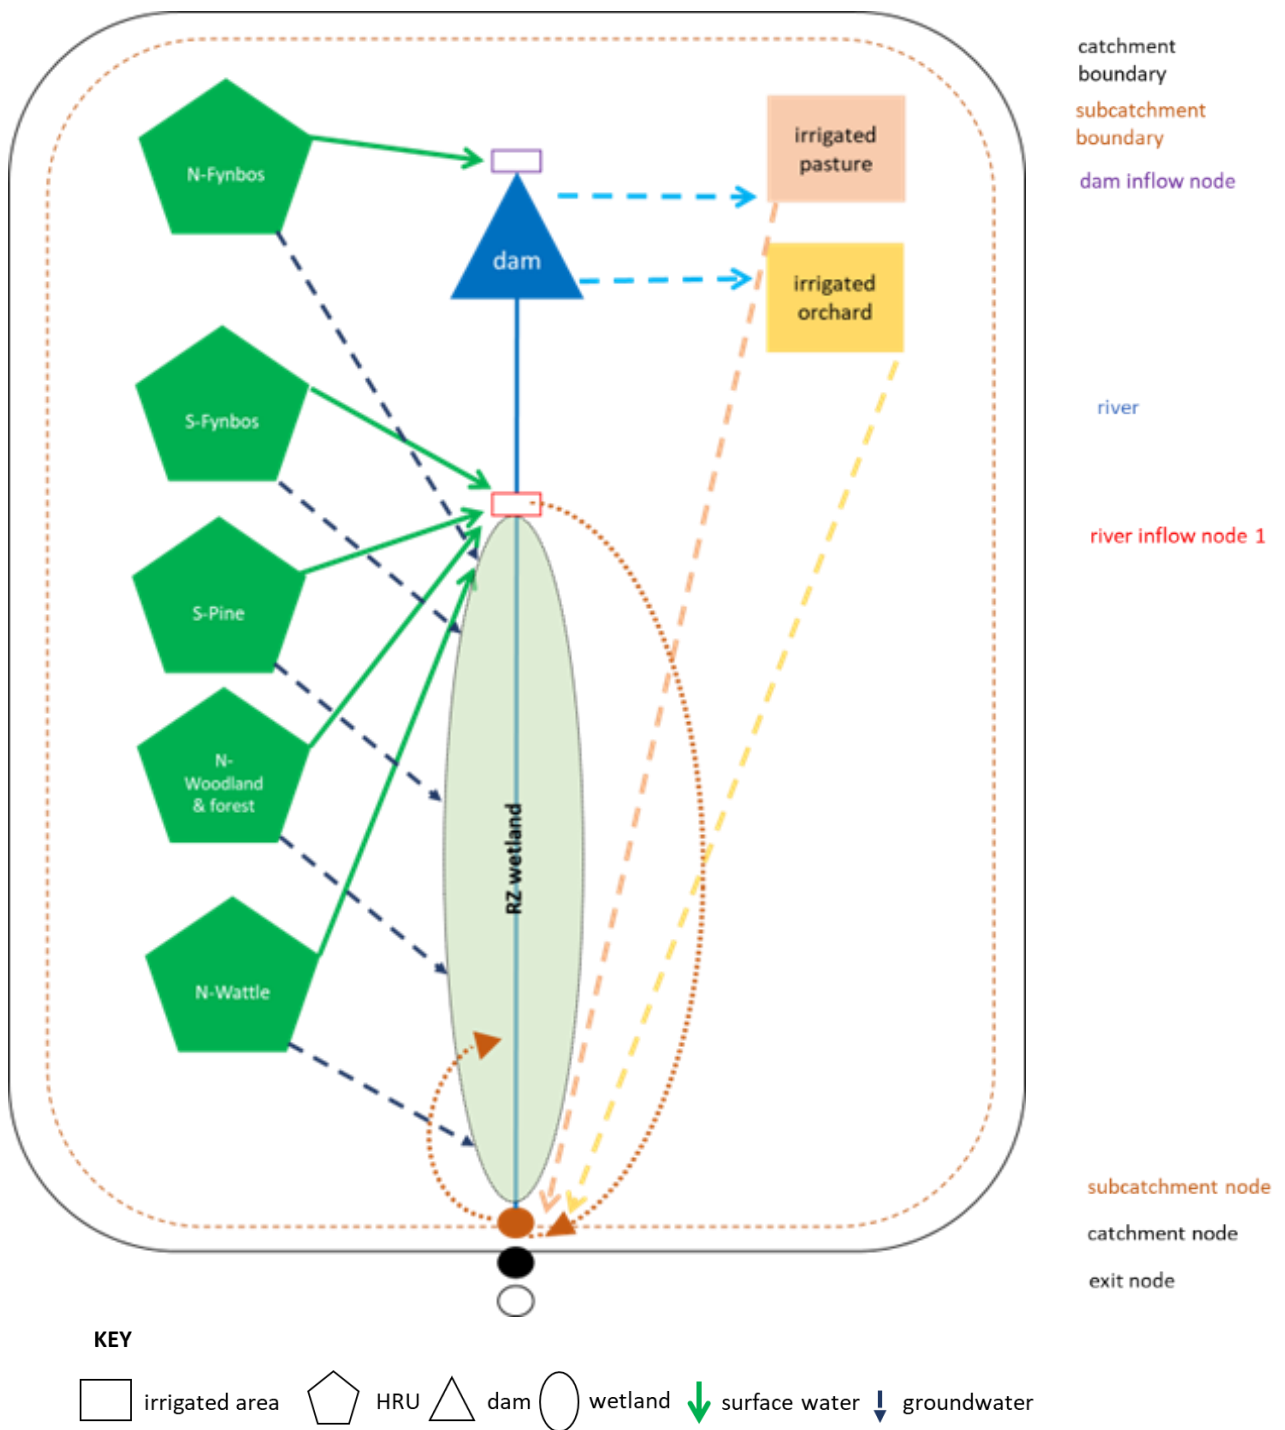 catchment
boundary
subcatchment
boundary
dam inflow node
N-Fynbos
irrigated
pasture
dam
irrigated
orchard
S-Fynbos
river
river inflow node 1
S-Pine
N-
Woodland
& forest
RZ wetland
N-Wattle
subcatchment node
catchment node
exit node
KEY
irrigated area
HRU
dam
wetland
surface water
groundwater